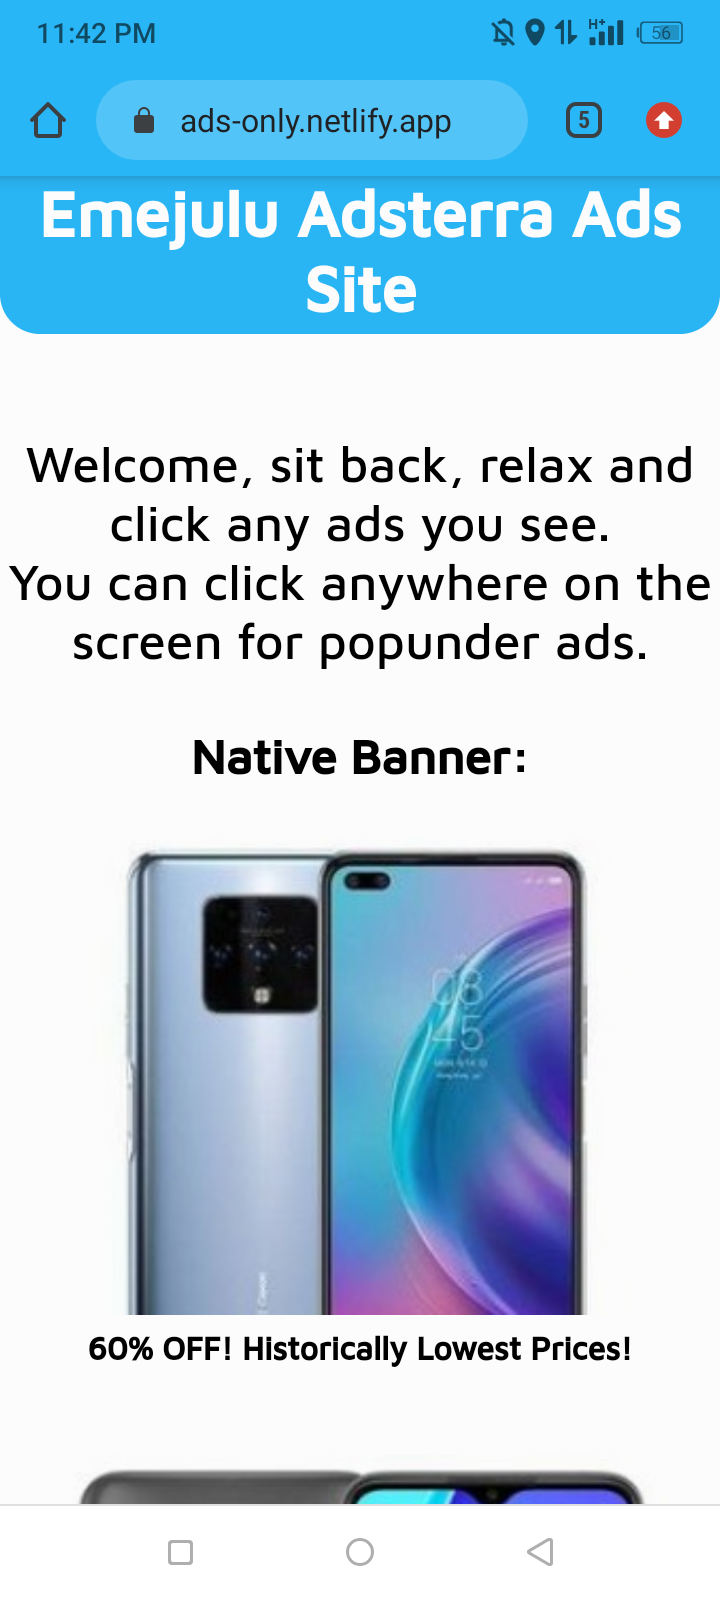 11:42 PM
H+
56
ads-only.netlify.app
5
Emejulu Adsterra Ads
Site
Welcome, sit back, relax and
click any ads you see.
You can click anywhere on the
screen for popunder ads.
Native Banner:
08
45
60% OFF! Historically Lowest Prices!